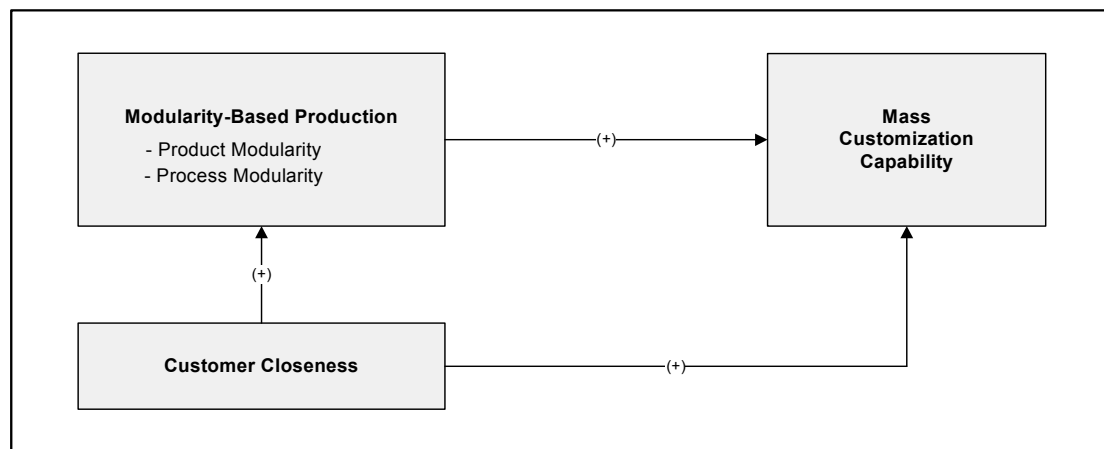 Modularity-Based Production
- Product Modularity
- Process Modularity
(+)
Mass
Customization
Capability
(+)
Customer Closeness
(+)